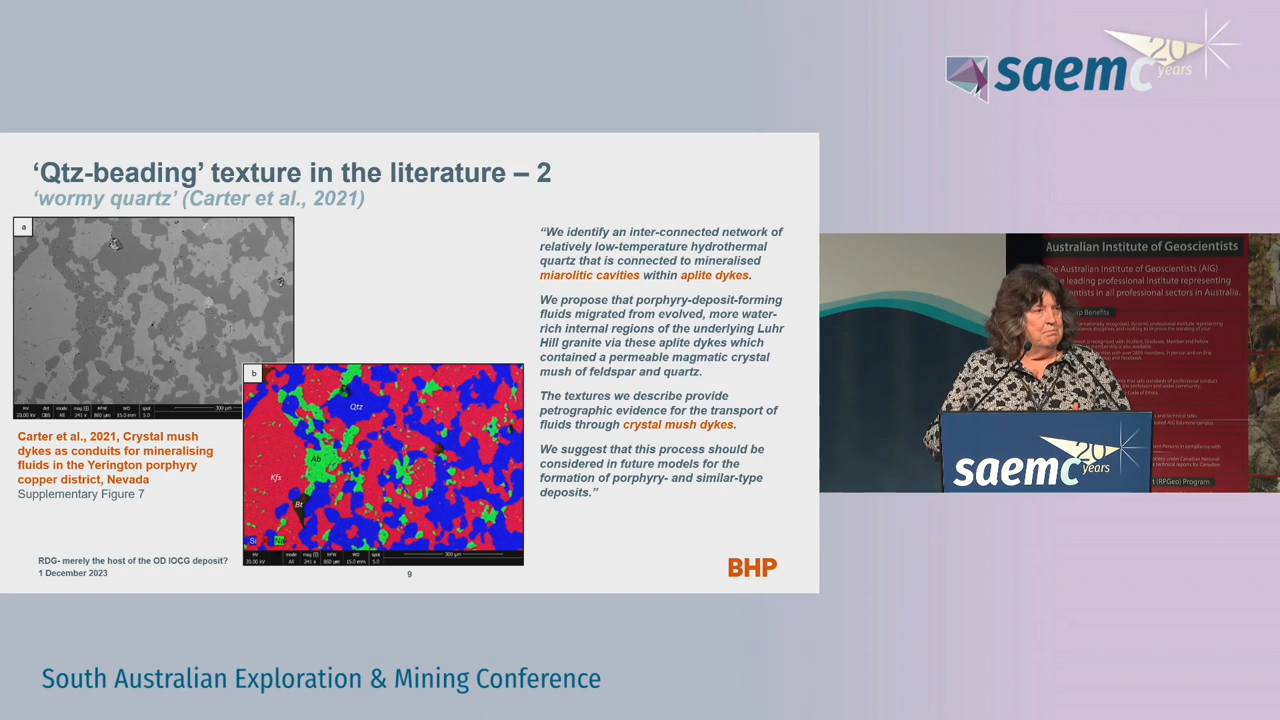 saemc
20
years
'Qtz-beading' texture in the literature – 2
'wormy quartz' (Carter et al., 2021)
a
"We identify an inter-connected network of
relatively low-temperature hydrothermal
quartz that is connected to mineralised
miarolitic cavities within aplite dykes.
We propose that porphyry-deposit-forming
fluids migrated from evolved, more water-
rich internal regions of the underlying Luhr
Hill granite via these aplite dykes which
contained a permeable magmatic crystal
mush of feldspar and quartz.
The textures we describe provide
petrographic evidence for the transport of
fluids through crystal mush dykes.
We suggest that this process should be
considered in future models for the
formation of porphyry- and similar-type
deposits."
300 µm
b
Qtz
Ab
Kfs
Bt
Si
Na
300 µm
Carter et al., 2021, Crystal mush
dykes as conduits for mineralising
fluids in the Yerington porphyry
copper district, Nevada
Supplementary Figure 7
RDG- merely the host of the OD IOCG deposit?
1 December 2023
9
BHP
Australian Institute of Geoscientists
The Australian Institute of Geoscientists (AIG)
leading professional institute representing
in all professional sectors in Australia.
Benefits
(RPGeo) Program
saemc
20
years
South Australian Exploration & Mining Conference